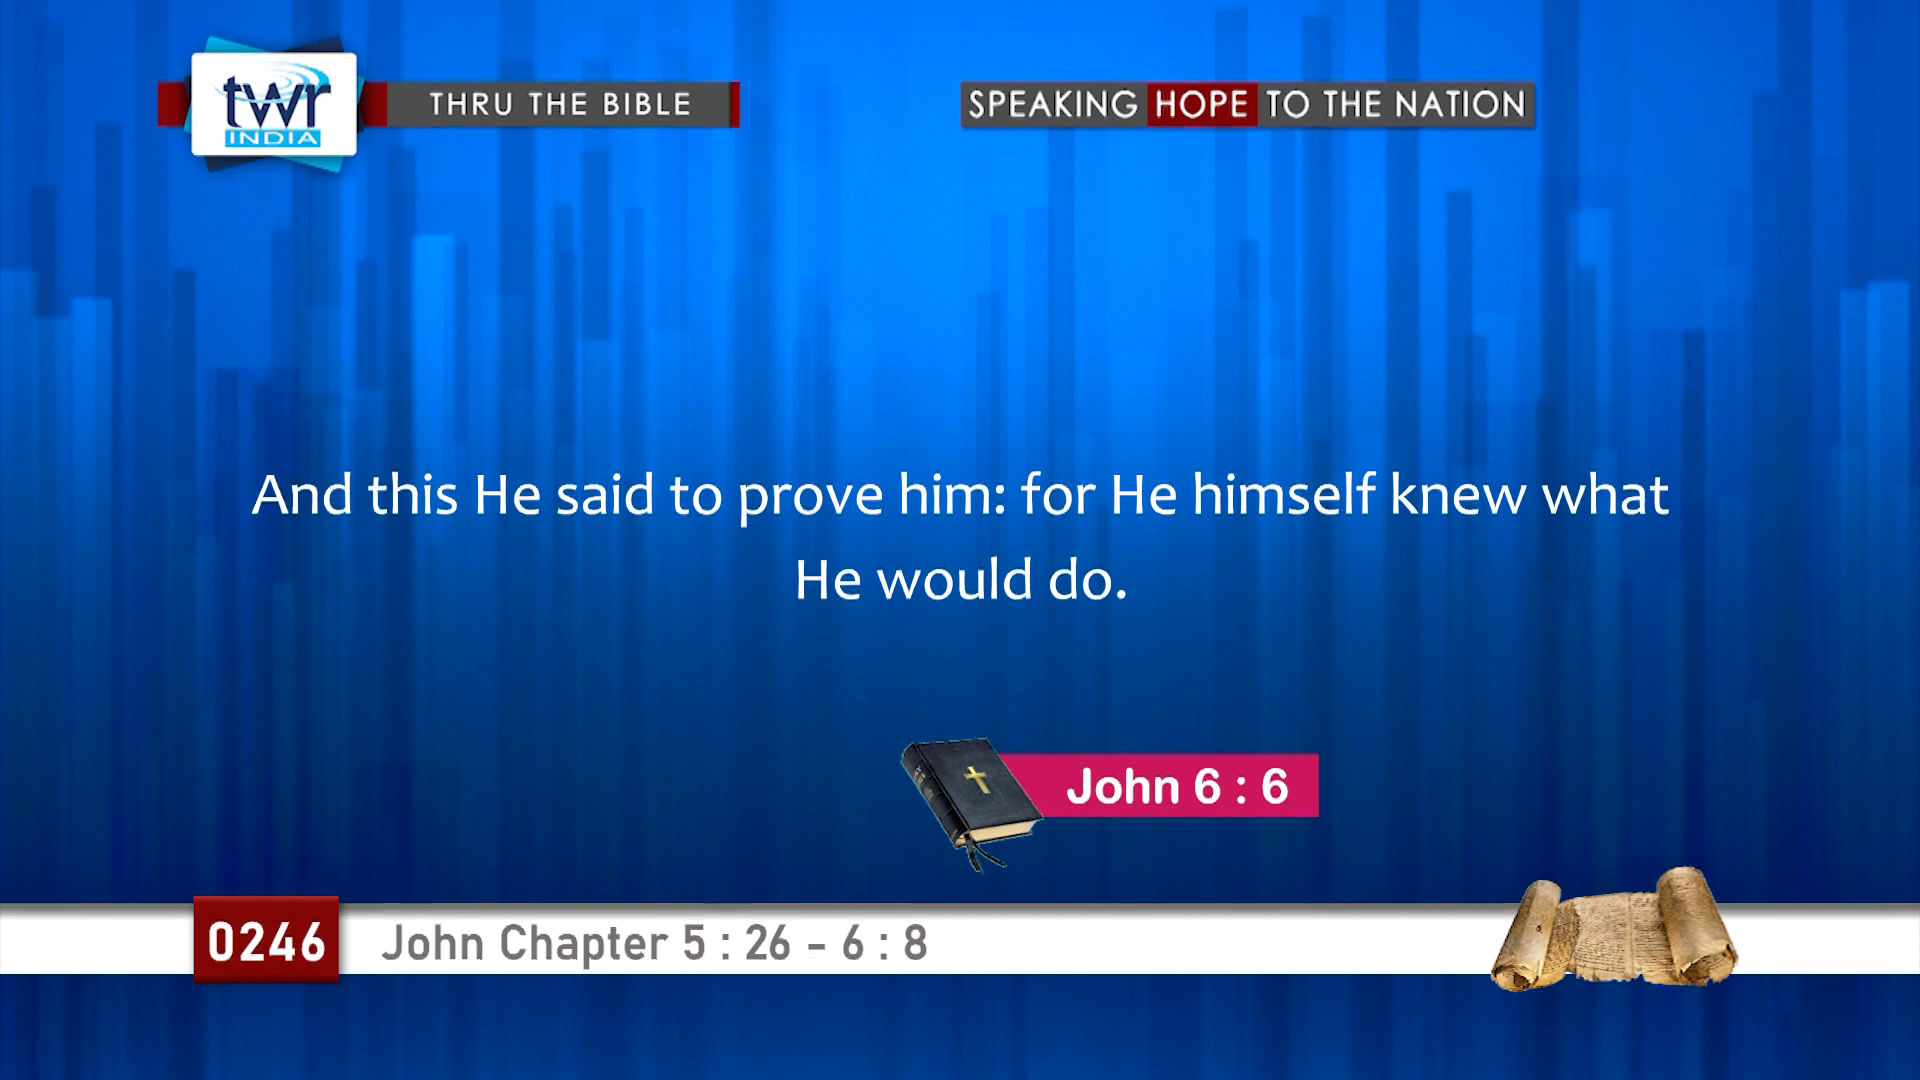 twr
INDIA
THRU THE BIBLE
SPEAKING HOPE TO THE NATION
And this He said to prove him: for He himself knew what
He would do.
John 6 : 6
0246
John Chapter 5 : 26 - 6 : 8